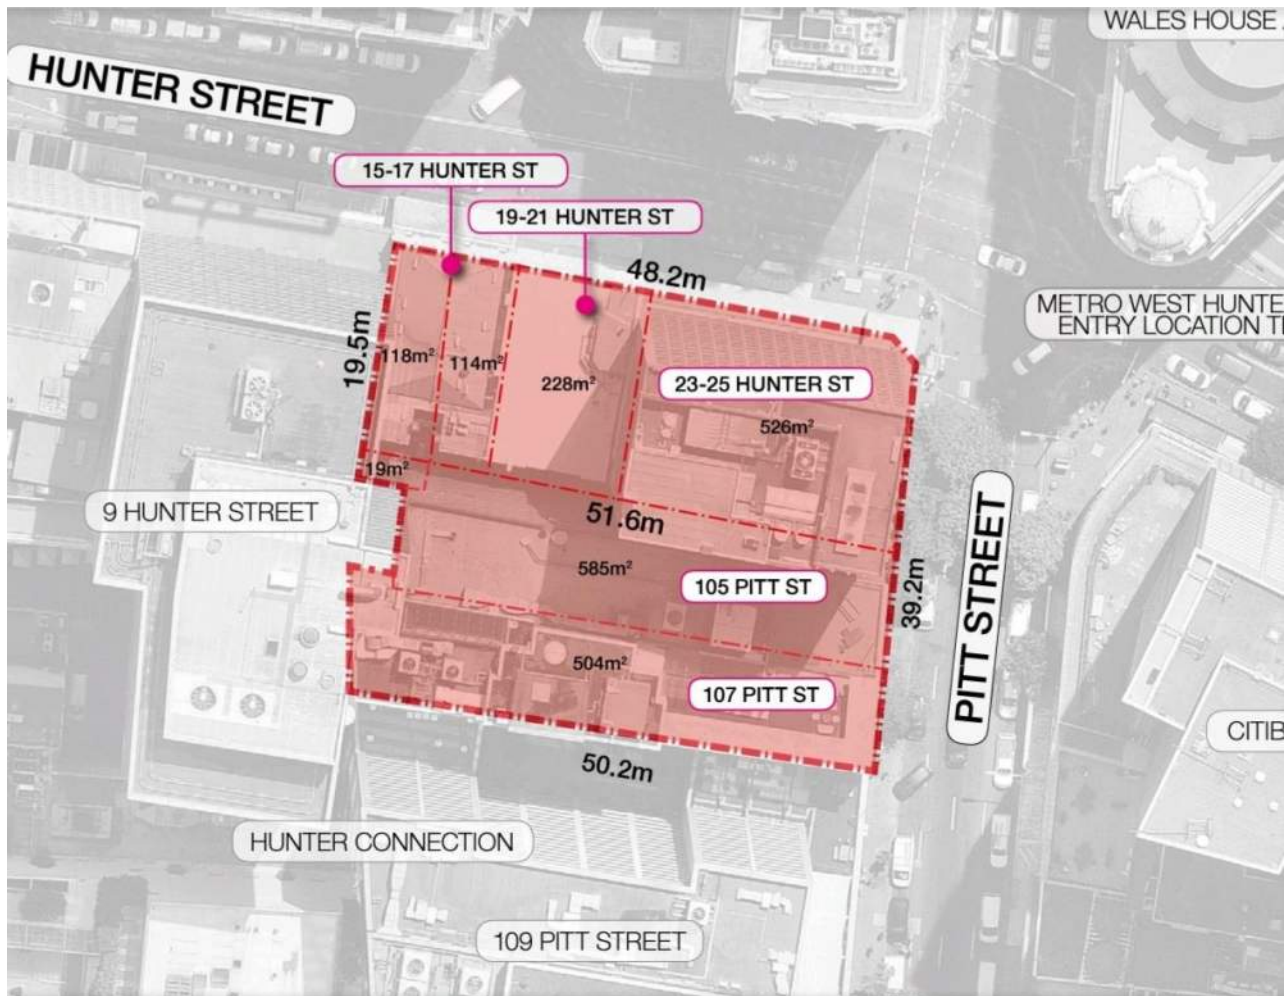 WALES HOUSE
HUNTER STREET
15-17 HUNTER ST
19-21 HUNTER ST
48.2m
METRO WEST HUNTE
ENTRY LOCATION T
19.5m
118m²
114m²
228m²
23-25 HUNTER ST
526m²
19m²
9 HUNTER STREET
51.6m
PITT STREET
585m²
105 PITT ST
39.2m
504m²
107 PITT ST
CITIB
50.2m
HUNTER CONNECTION
109 PITT STREET